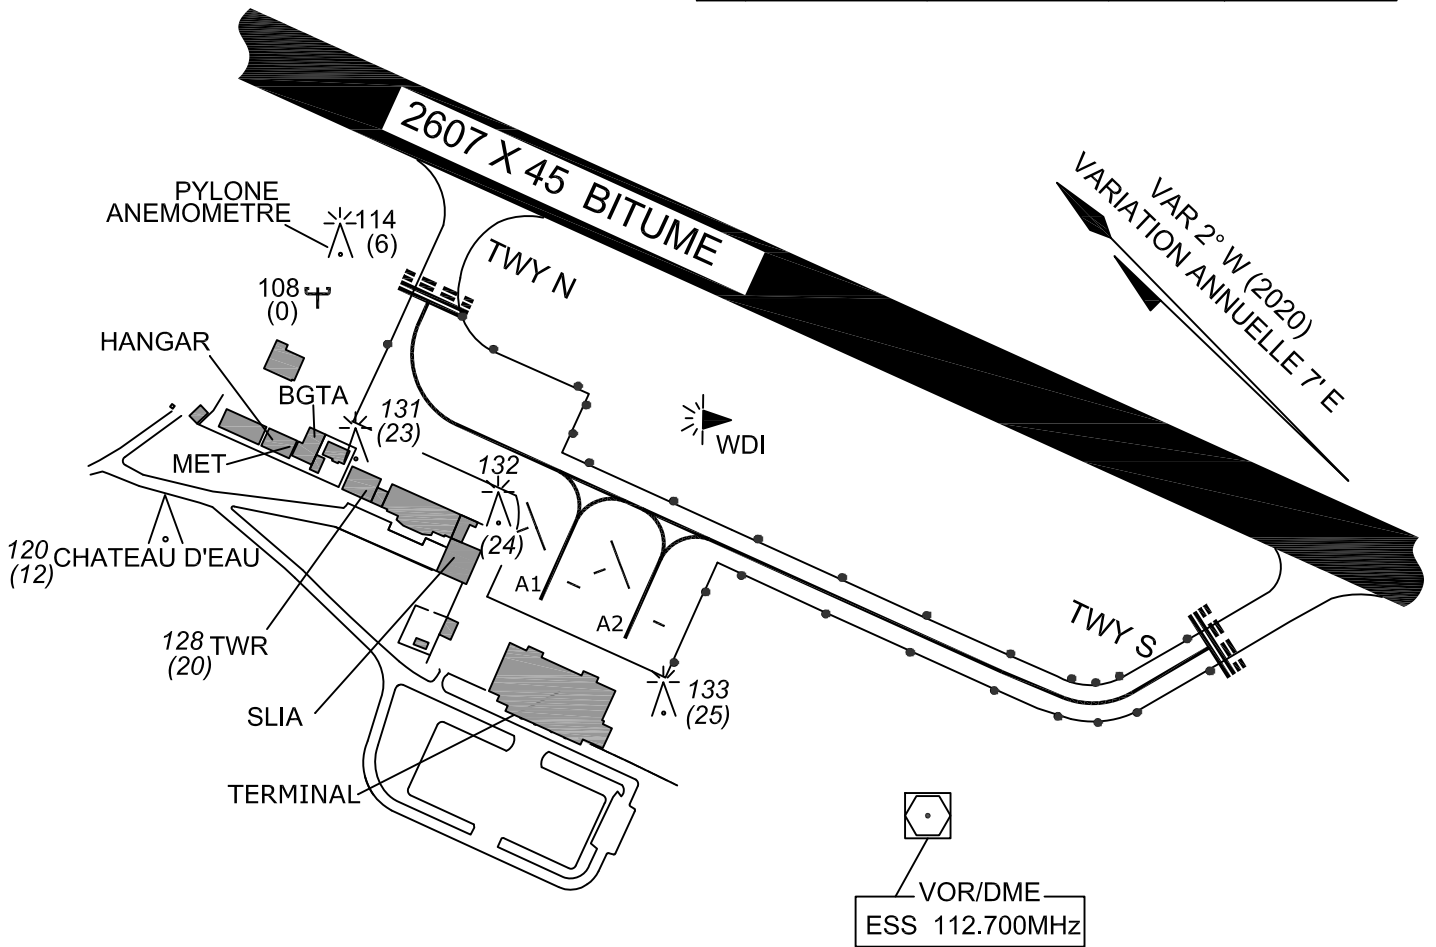 2607 X 45 BITUME
PYLONE
ANEMOMETRE
114
(6)
VAR 2° W (2020)
VARIATION ANNUELLE 7' E
TWY N
108
(0)
HANGAR
BGTA
131
(23)
WDI
MET
132
(24)
120
(12)
CHATEAU D'EAU
A1
A2
TWY S
128
(20)
TWR
SLIA
133
(25)
TERMINAL
VOR/DME
ESS 112.700MHz